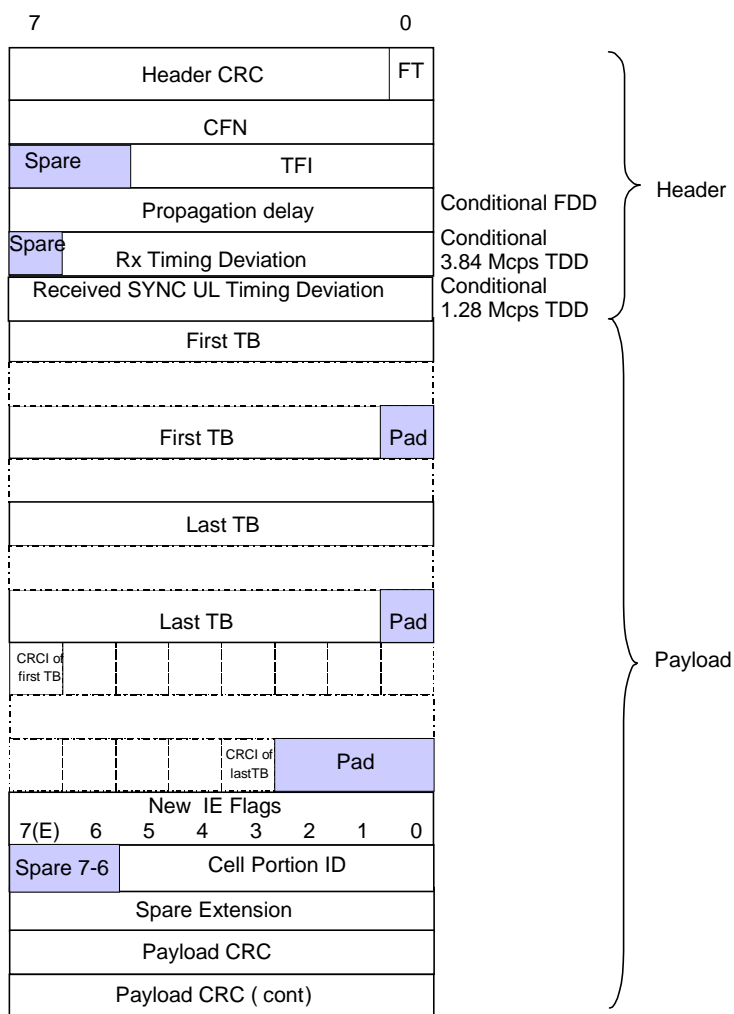 7 0
Header CRC FT
CFN
Spare TFI
Propagation delay Conditional FDD
Header
Spare Rx Timing Deviation Conditional
3.84 Mcps TDD
Received SYNC UL Timing Deviation Conditional
1.28 Mcps TDD
First TB
First TB Pad
Last TB
Last TB Pad
CRCI of
first TB
Payload
CRCI of
lastTB
Pad
New IE Flags
7(E) 6 5 4 3 2 1 0
Spare 7-6 Cell Portion ID
Spare Extension
Payload CRC
Payload CRC ( cont)